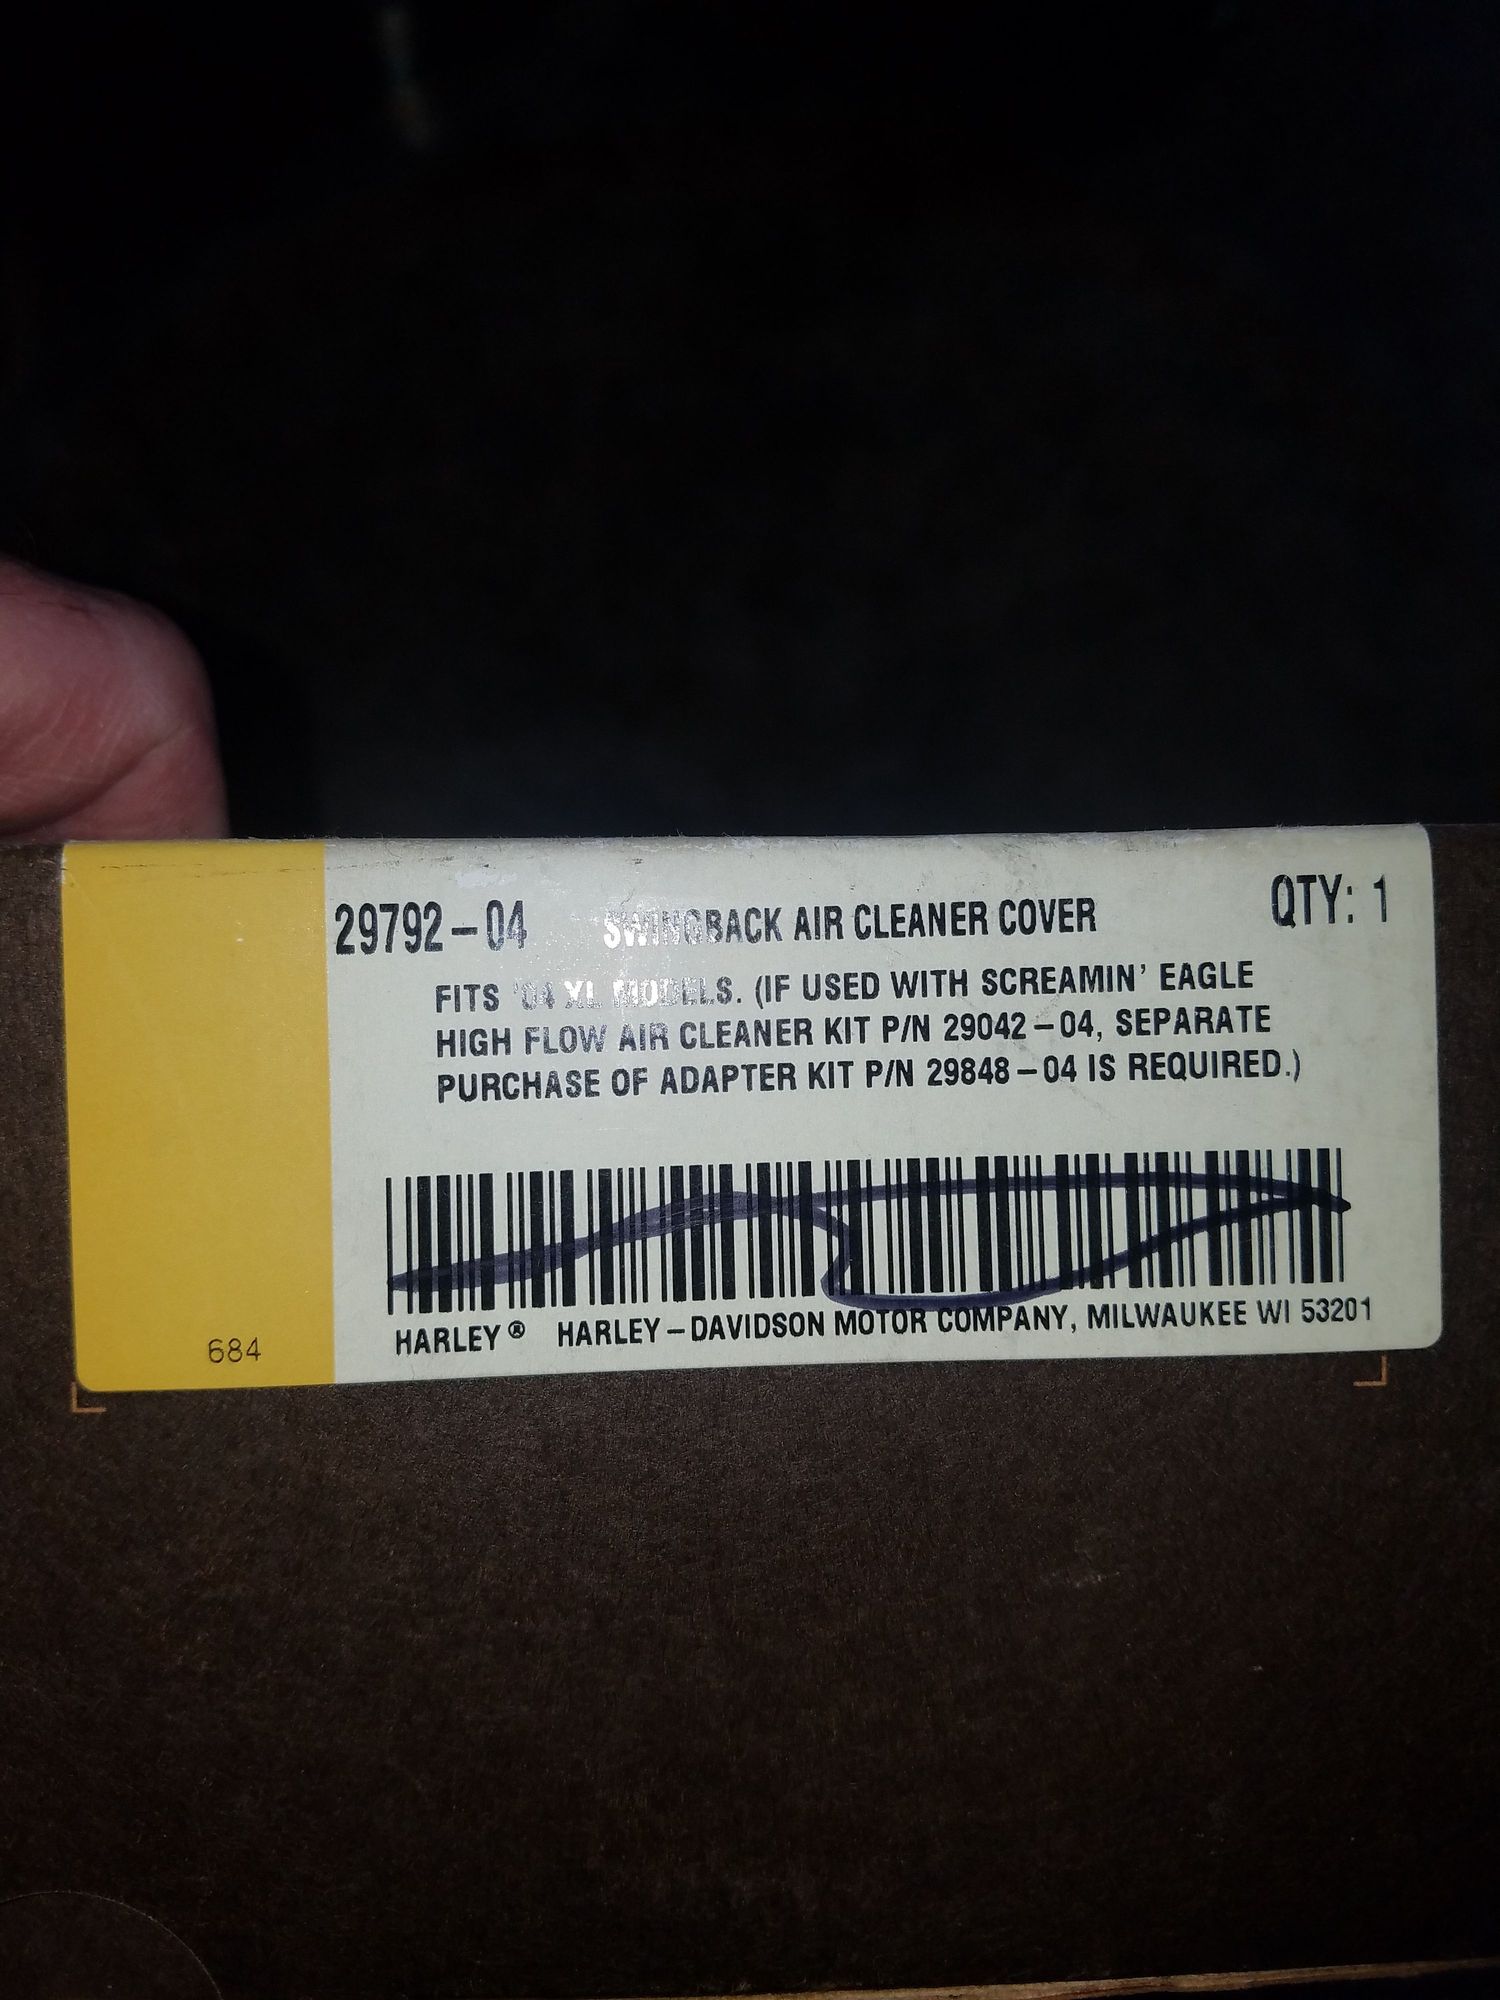 29792-04 SWINGBACK AIR CLEANER COVER QTY: 1
FITS '04 XL MODELS. (IF USED WITH SCREAMIN' EAGLE
HIGH FLOW AIR CLEANER KIT P/N 29042-04, SEPARATE
PURCHASE OF ADAPTER KIT P/N 29848-04 IS REQUIRED.)
HARLEY® HARLEY-DAVIDSON MOTOR COMPANY, MILWAUKEE WI 53201
684